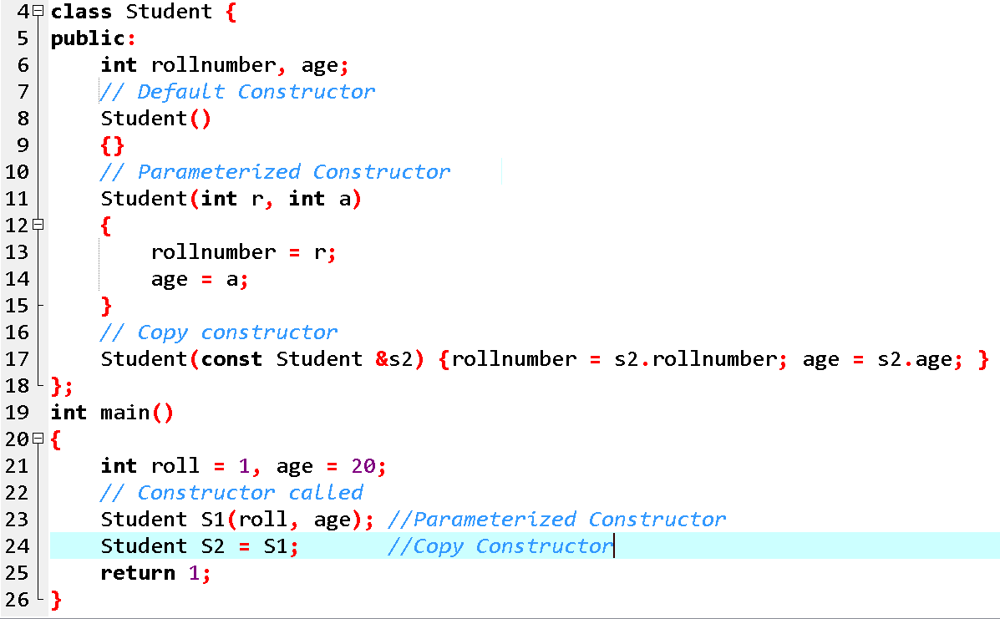 4 class Student {
5 public:
6     int rollnumber, age;
7     // Default Constructor
8     Student()
9     {}
10     // Parameterized Constructor
11     Student(int r, int a)
12     {
13         rollnumber = r;
14         age = a;
15     }
16     // Copy constructor
17     Student(const Student &s2) {rollnumber = s2.rollnumber; age = s2.age; }
18 };
19 int main()
20 {
21     int roll = 1, age = 20;
22     // Constructor called
23     Student S1(roll, age); //Parameterized Constructor
24     Student S2 = S1;       //Copy Constructor
25     return 1;
26 }